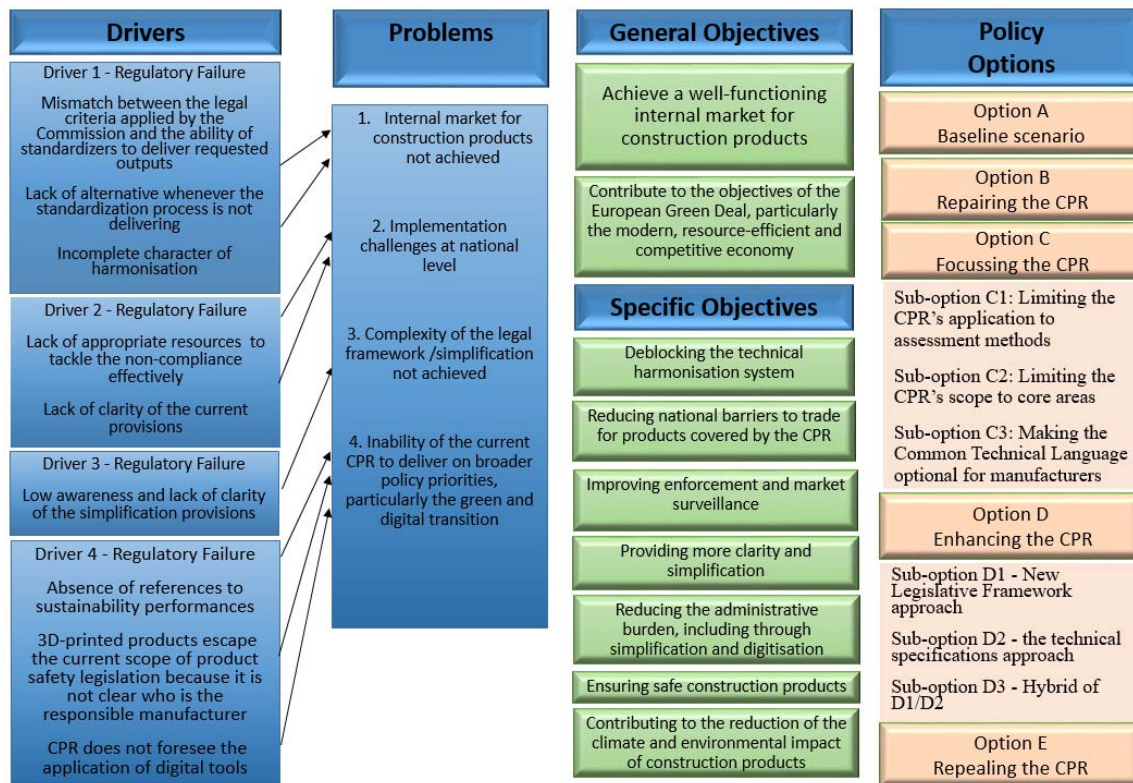 Drivers
Driver 1 - Regulatory Failure
Mismatch between the legal
criteria applied by the
Commission and the ability of
standardizers to deliver requested
outputs
Lack of alternative whenever the
standardization process is not
delivering
Incomplete character of
harmonisation
Driver 2 - Regulatory Failure
Lack of appropriate resources to
tackle the non-compliance
effectively
Lack of clarity of the current
provisions
Driver 3 - Regulatory Failure
Low awareness and lack of clarity
of the simplification provisions
Driver 4 - Regulatory Failure
Absence of references to
sustainability performances
3D-printed products escape
the current scope of product
safety legislation because it is
not clear who is the
responsible manufacturer
CPR does not foresee the
application of digital tools
Problems
1. Internal market for
construction products
not achieved
2. Implementation
challenges at national
level
3. Complexity of the legal
framework /simplification
not achieved
4. Inability of the current
CPR to deliver on broader
policy priorities,
particularly the green and
digital transition
General Objectives
Achieve a well-functioning
internal market for
construction products
Contribute to the objectives of the
European Green Deal, particularly
the modern, resource-efficient and
competitive economy
Specific Objectives
Deblocking the technical
harmonisation system
Reducing national barriers to trade
for products covered by the CPR
Improving enforcement and market
surveillance
Providing more clarity and
simplification
Reducing the administrative
burden, including through
simplification and digitisation
Ensuring safe construction products
Contributing to the reduction of the
climate and environmental impact
of construction products
Policy
Options
Option A
Baseline scenario
Option B
Repairing the CPR
Option C
Focussing the CPR
Sub-option C1: Limiting the
CPR's application to
assessment methods
Sub-option C2: Limiting the
CPR's scope to core areas
Sub-option C3: Making the
Common Technical Language
optional for manufacturers
Option D
Enhancing the CPR
Sub-option D1 - New
Legislative Framework
approach
Sub-option D2 - the technical
specifications approach
Sub-option D3 - Hybrid of
D1/D2
Option E
Repealing the CPR